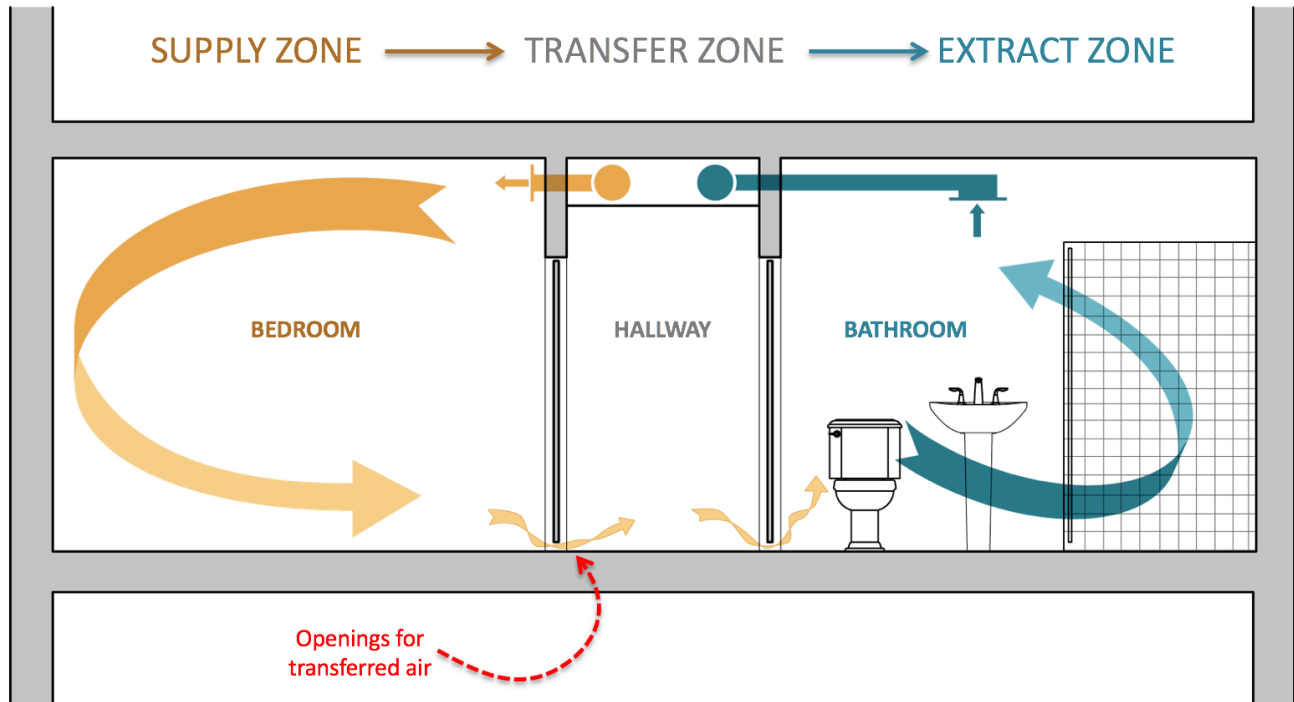 SUPPLY ZONE TRANSFER ZONE EXTRACT ZONE
BEDROOM HALLWAY BATHROOM
Openings for
transferred air